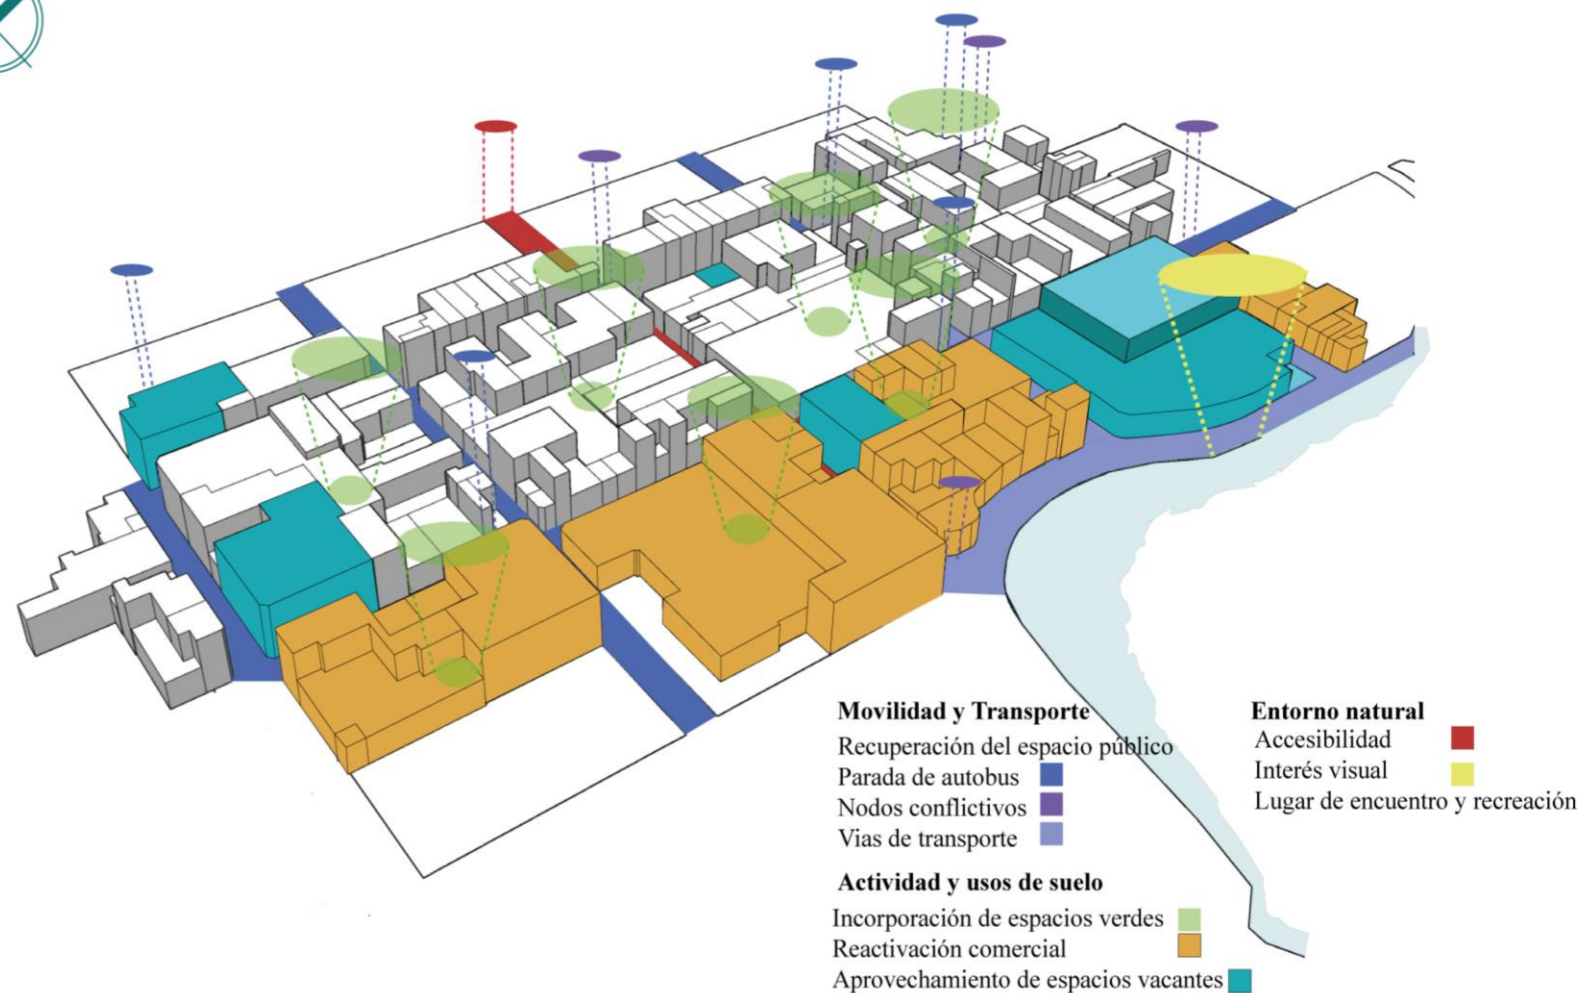 Movilidad y Transporte
Recuperación del espacio público
Parada de autobus
Nodos conflictivos
Vias de transporte
Actividad y usos de suelo
Incorporación de espacios verdes
Reactivación comercial
Aprovechamiento de espacios vacantes
Entorno natural
Accesibilidad
Interés visual
Lugar de encuentro y recreación